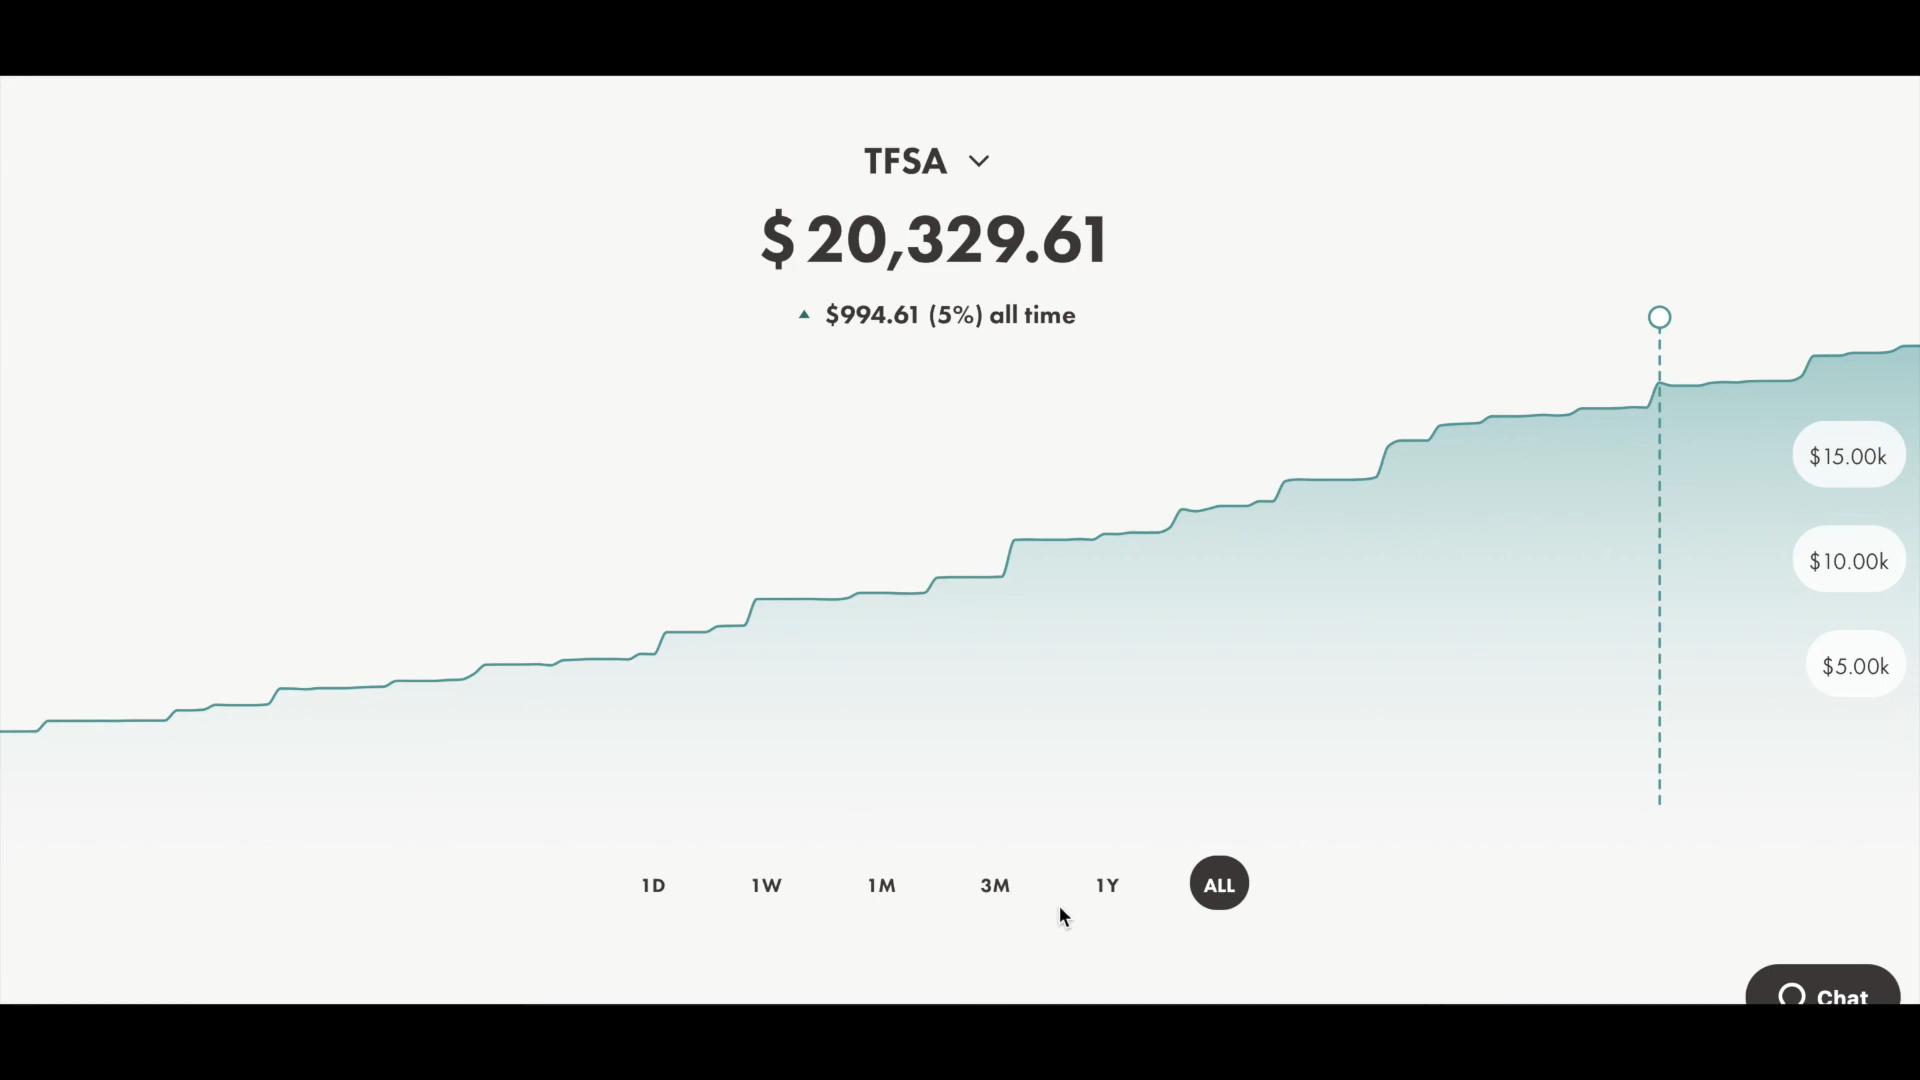 TFSA
$20,329.61
$994.61 (5%) all time
$15.00k
$10.00k
$5.00k
1D 1W 1M 3M 1Y ALL
Chat